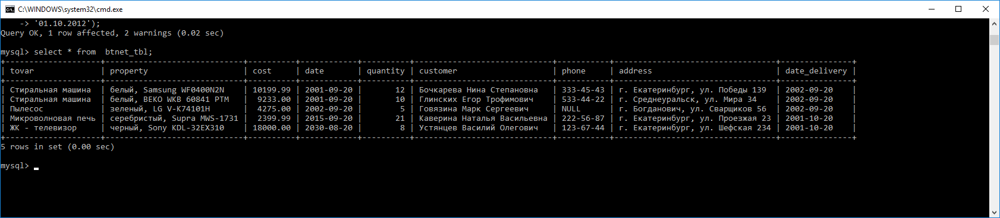 C:\WINDOWS\system32\cmd.exe
    -> '01.10.2012');
Query OK, 1 row affected, 2 warnings (0.02 sec)
mysql> select * from  btnet_tbl;
+--------------------+-----------------------------+----------+------------+----------+-----------------------------+-----------+----------------------------------+---------------+
| tovar              | property                    | cost     | date       | quantity | customer                    | phone     | address                          | date_delivery |
+--------------------+-----------------------------+----------+------------+----------+-----------------------------+-----------+----------------------------------+---------------+
| Стиральная машина  | белый, Samsung WF0400N2N    | 10199.99 | 2001-09-20 |       12 | Бочкарева Нина Степановна   | 333-45-43 | г. Екатеринбург, ул. Победы 139  | 2002-09-20    |
| Стиральная машина  | белый, BEKO WKB 60841 PTM   |  9233.00 | 2001-09-20 |       10 | Глинских Егор Трофимович    | 533-44-22 | г. Среднеуральск, ул. Мира 34    | 2002-09-20    |
| Пылесос            | зеленый, LG V-K74101H       |  4275.00 | 2002-09-20 |        5 | Говязина Марк Сергеевич     | NULL      | г. Богданович, ул. Сварщиков 56  | 2002-09-20    |
| Микроволновая печь | серебристый, Supra MWS-1731 |  2399.99 | 2015-09-20 |       21 | Каверина Наталья Васильевна | 222-56-87 | г. Екатеринбург, ул. Проезжая 23 | 2001-10-20    |
| ЖК - телевизор     | черный, Sony KDL-32EX310    | 18000.00 | 2030-08-20 |        8 | Устянцев Василий Олегович   | 123-67-44 | г. Екатеринбург, ул. Шефская 234 | 2001-10-20    |
+--------------------+-----------------------------+----------+------------+----------+-----------------------------+-----------+----------------------------------+---------------+
5 rows in set (0.00 sec)
mysql>